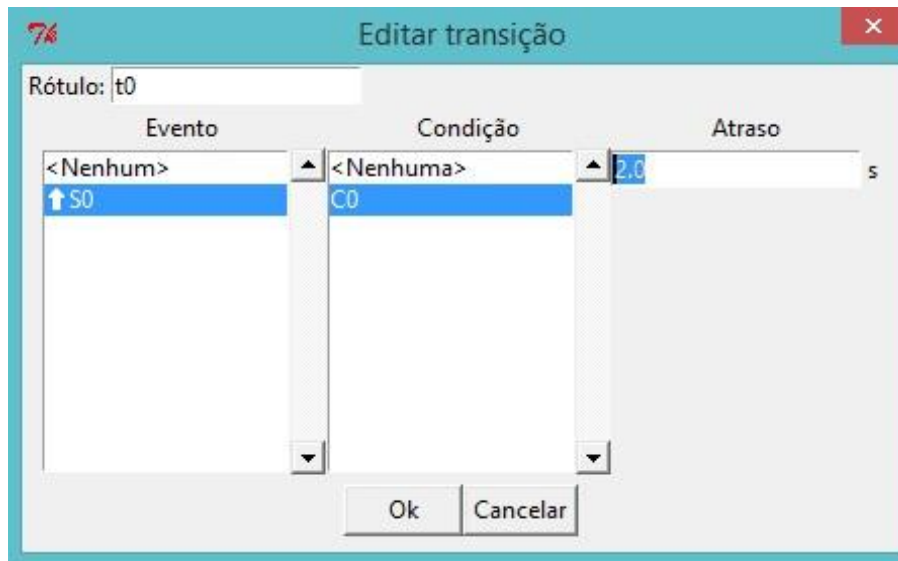 Editar transição
Rótulo: t0
Evento Condição Atraso
<Nenhum> <Nenhuma> 2.0 s
↑ S0 C0
Ok Cancelar